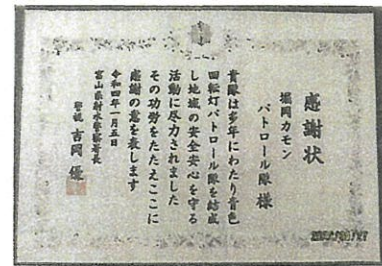 感謝状
堀岡カモン
パトロール隊 様
貴隊は多年にわたり青色
回転灯パトロール隊を結成
し地域の安全安心を守る
活動に尽力されました
その功労をたたえここに
感謝の意を表します
令和四年一月五日
富山県射水警察署長
警視 吉岡 優